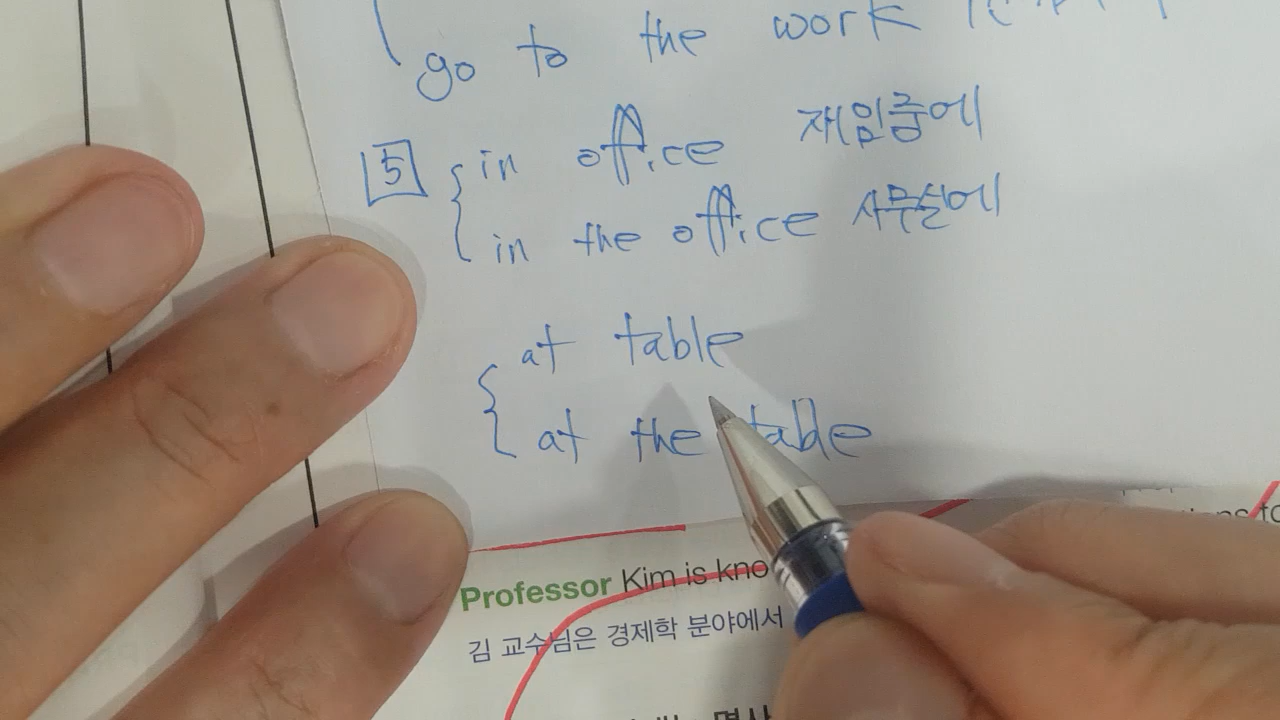 go to the work
5 in office 재임중에
in the office 사무실에
at table
at the table
Professor Kim is kno
김 교수님은 경제학 분야에서
명사